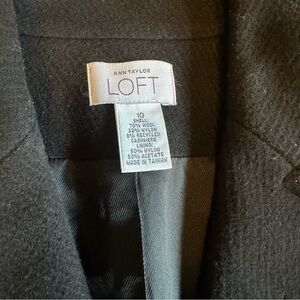 ANN TAYLOR
LOFT
10
SHELL:
70% WOOL
22% NYLON
8% RECYCLED
CASHMERE
LINING:
50% NYLON
50% ACETATE
MADE IN TAIWAN